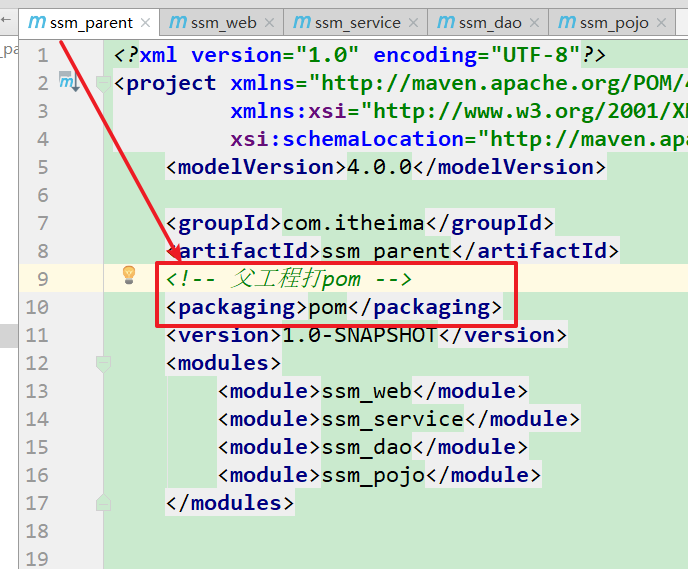 ssm_parent × ssm_web × ssm_service × ssm_dao × ssm_pojo ×
_pa
1 <?xml version="1.0" encoding="UTF-8"?>
2 <project xmlns="http://maven.apache.org/POM/4
3 xmlns:xsi="http://www.w3.org/2001/XM
4 xsi:schemaLocation="http://maven.apa
5 <modelVersion>4.0.0</modelVersion>
6
7 <groupId>com.itheima</groupId>
8 <artifactId>ssm_parent</artifactId>
9 <!-- 父工程打pom -->
10 <packaging>pom</packaging>
11 <version>1.0-SNAPSHOT</version>
12 <modules>
13 <module>ssm_web</module>
14 <module>ssm_service</module>
15 <module>ssm_dao</module>
16 <module>ssm_pojo</module>
17 </modules>
18
19